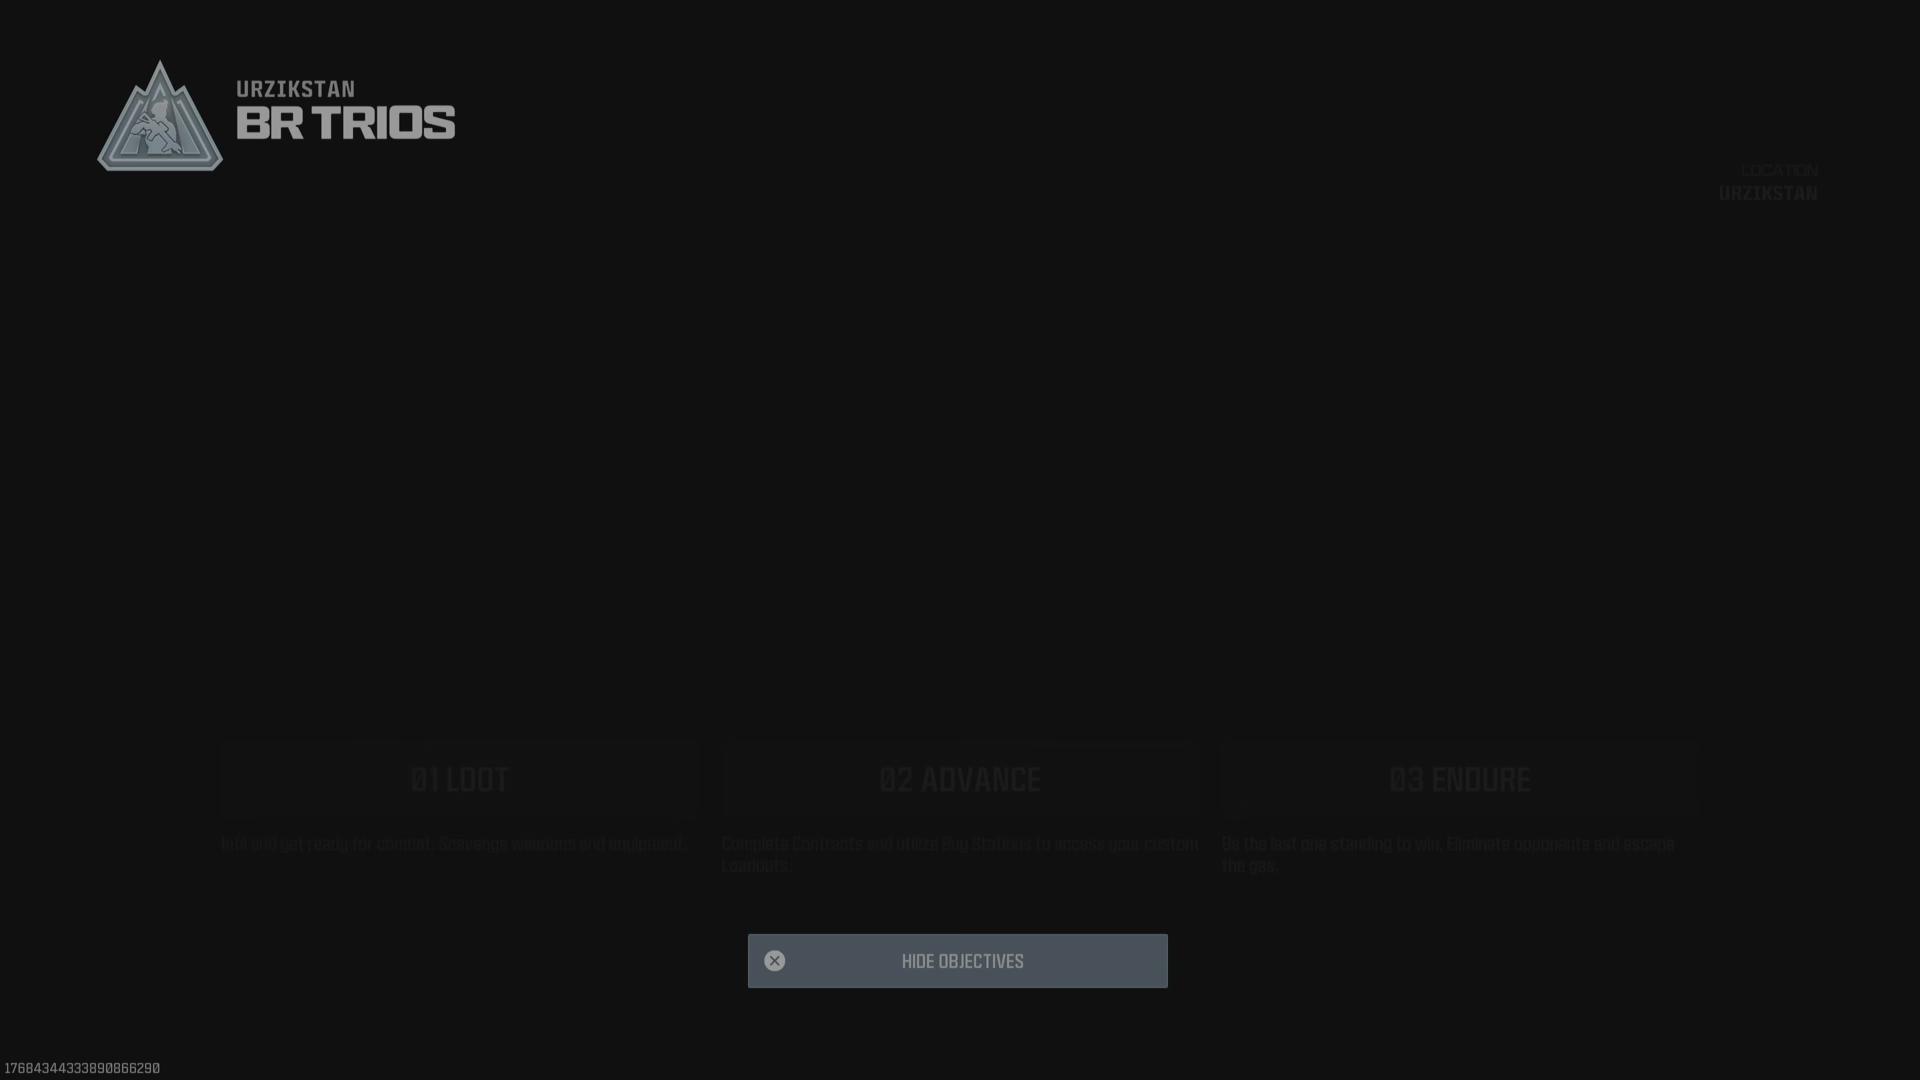 URZIKSTAN
BR TRIOS
LOCATION
URZIKSTAN
01 LOOT
02 ADVANCE
03 ENDURE
Infil and get ready for combat. Scavenge weapons and equipment.
Complete Contracts and utilize Buy Stations to access your custom
Loadouts.
Be the last one standing to win. Eliminate opponents and escape
the gas.
HIDE OBJECTIVES
17684344333890866290